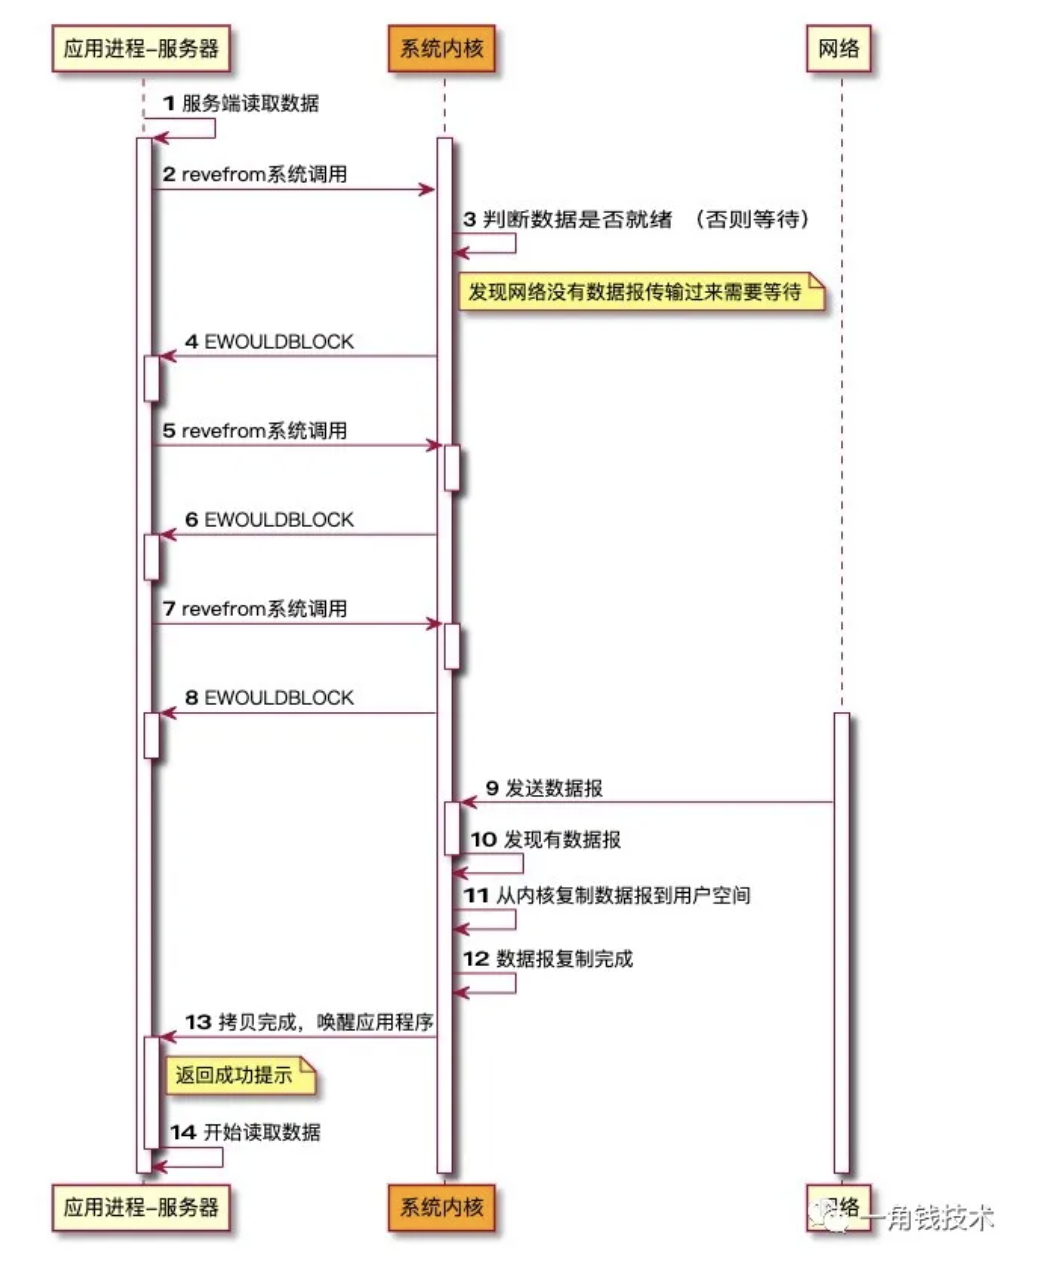 应用进程-服务器
系统内核
网络
1 服务端读取数据
2 revefrom系统调用
3 判断数据是否就绪 （否则等待）
发现网络没有数据报传输过来需要等待
4 EWOULDBLOCK
5 revefrom系统调用
6 EWOULDBLOCK
7 revefrom系统调用
8 EWOULDBLOCK
9 发送数据报
10 发现有数据报
11 从内核复制数据报到用户空间
12 数据报复制完成
13 拷贝完成，唤醒应用程序
返回成功提示
14 开始读取数据
应用进程-服务器
系统内核
网络
一角钱技术